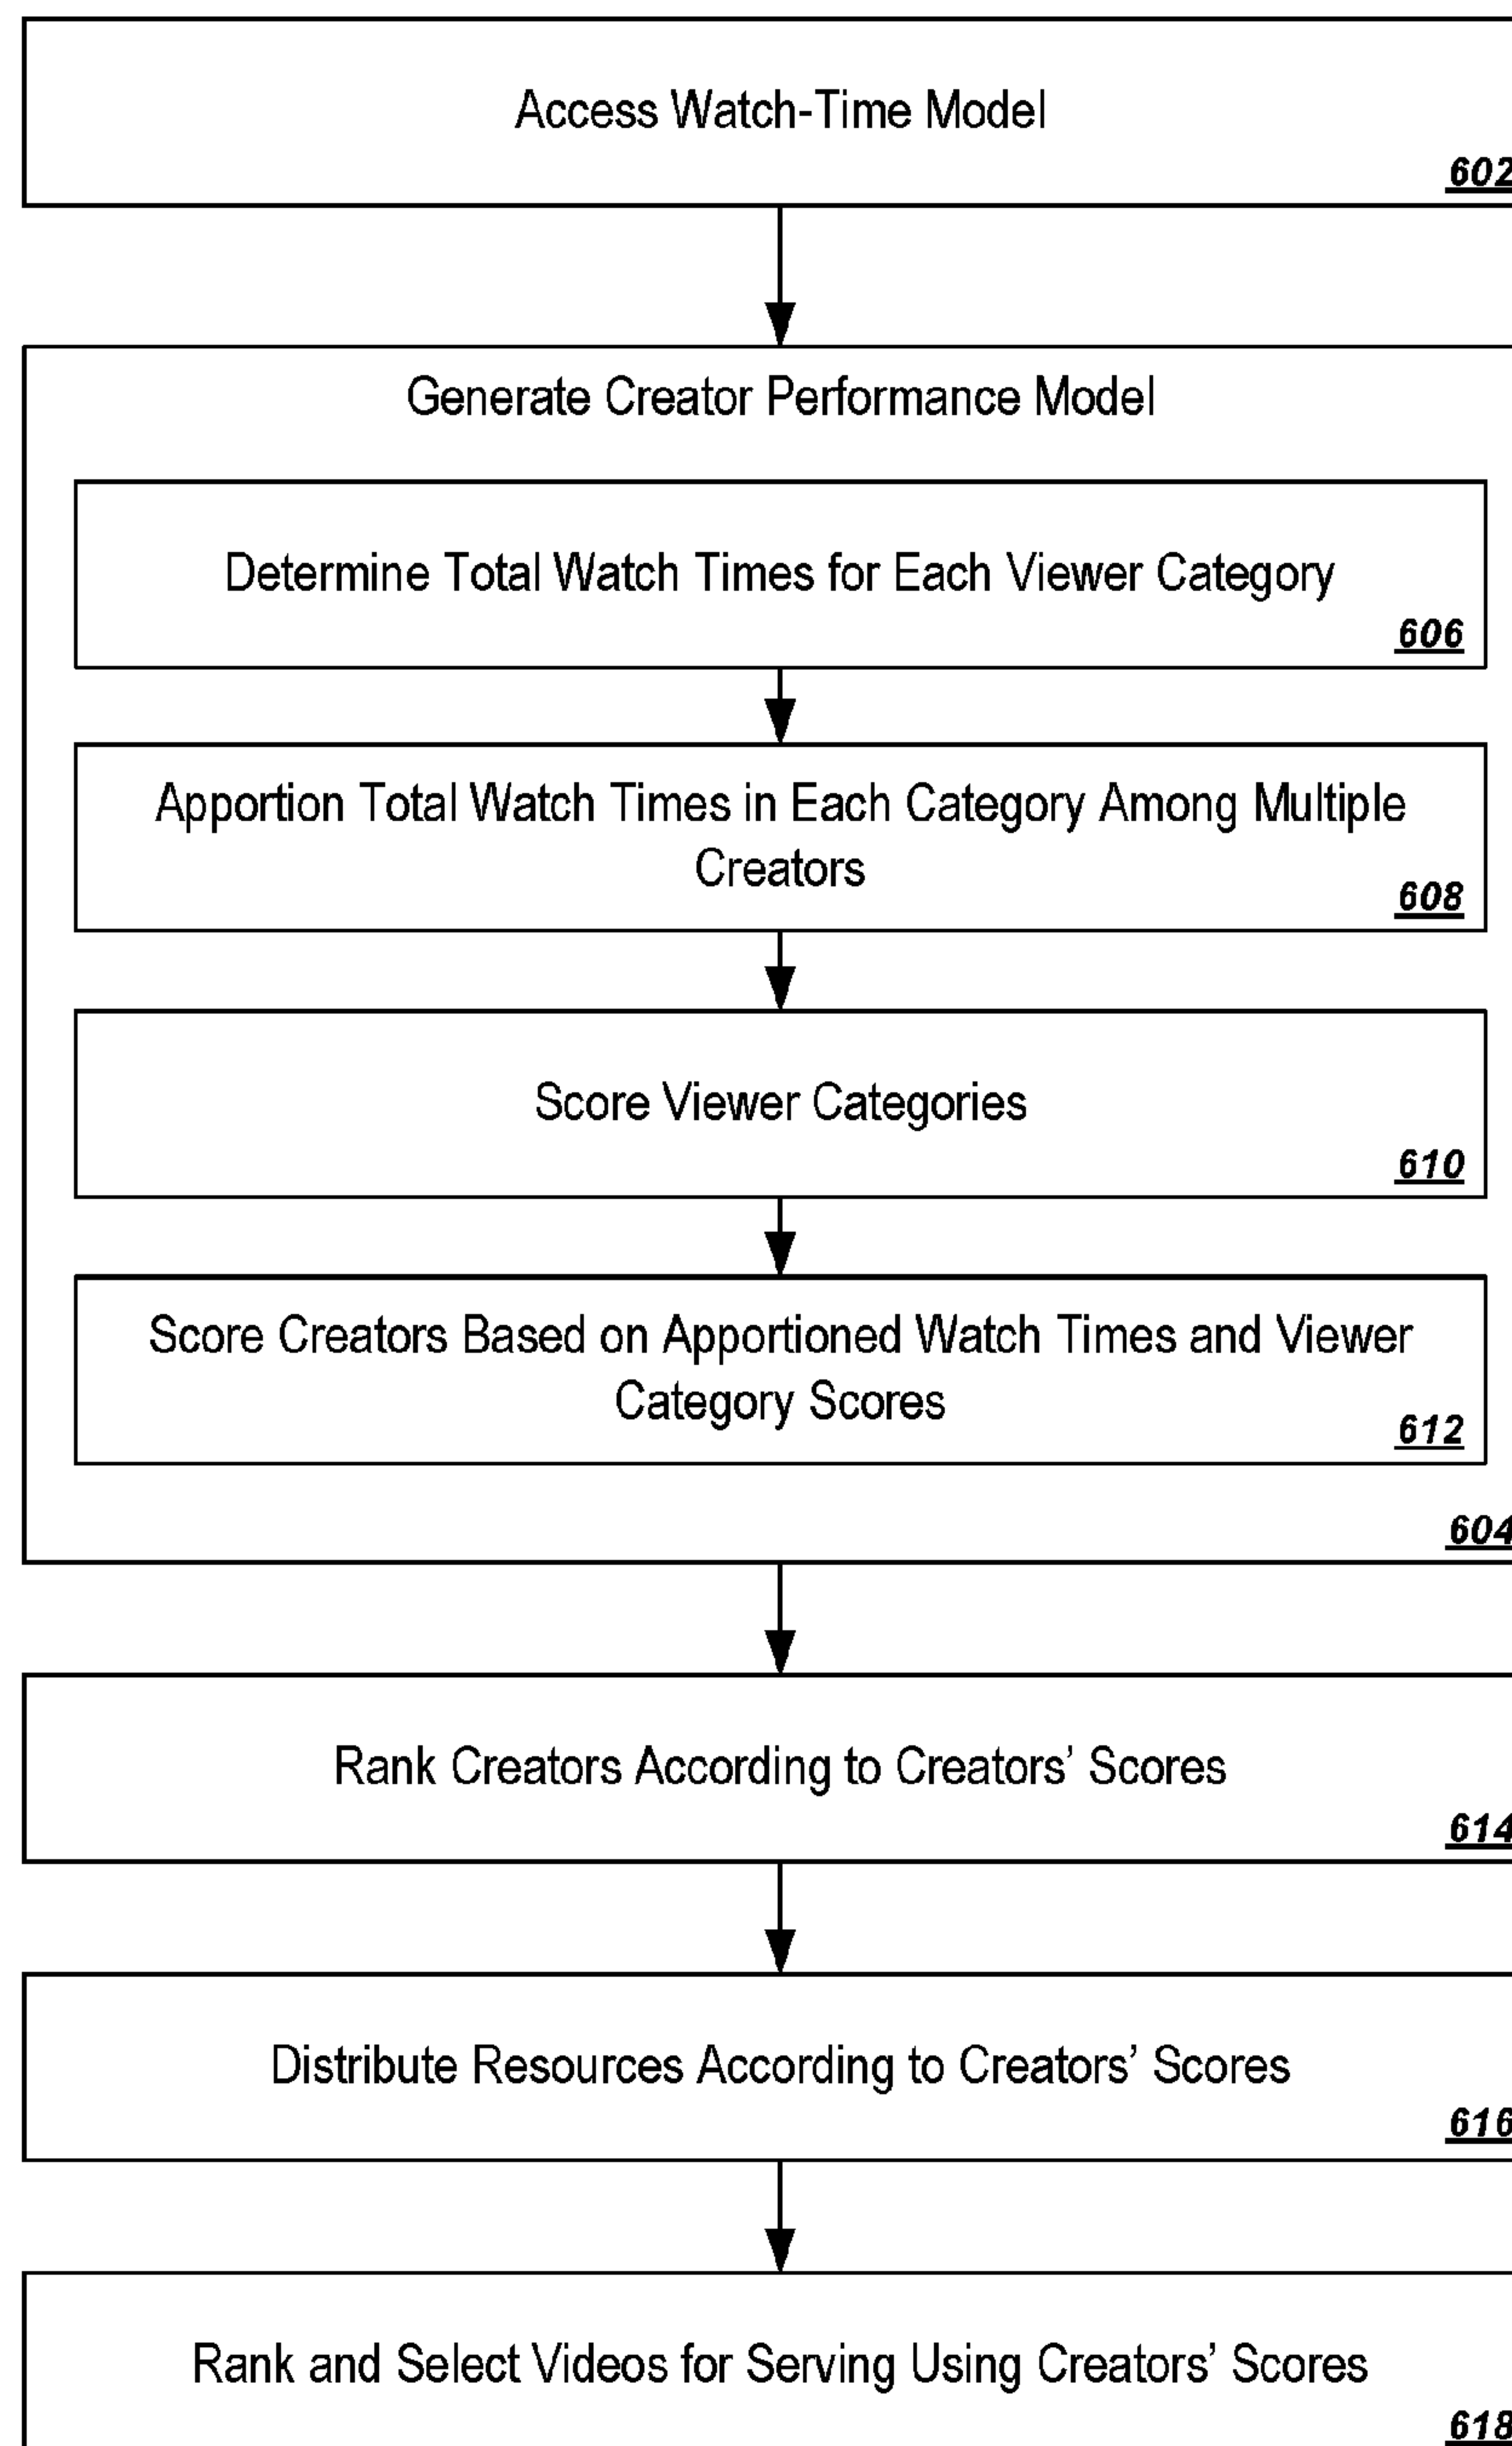 Access Watch-Time Model
602
Generate Creator Performance Model
Determine Total Watch Times for Each Viewer Category
606
Apportion Total Watch Times in Each Category Among Multiple
Creators
608
Score Viewer Categories
610
Score Creators Based on Apportioned Watch Times and Viewer
Category Scores
612
604
Rank Creators According to Creators’ Scores
614
Distribute Resources According to Creators’ Scores
616
Rank and Select Videos for Serving Using Creators’ Scores
618